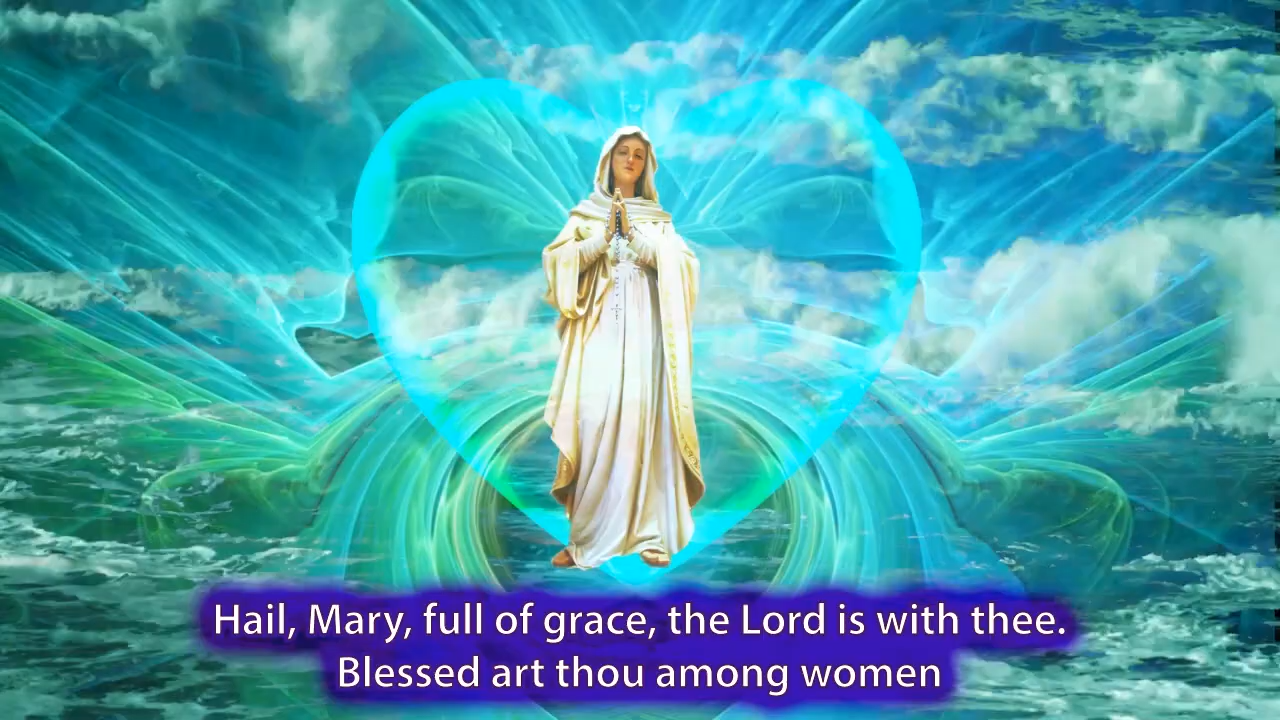 Hail, Mary, full of grace, the Lord is with thee.
Blessed art thou among women